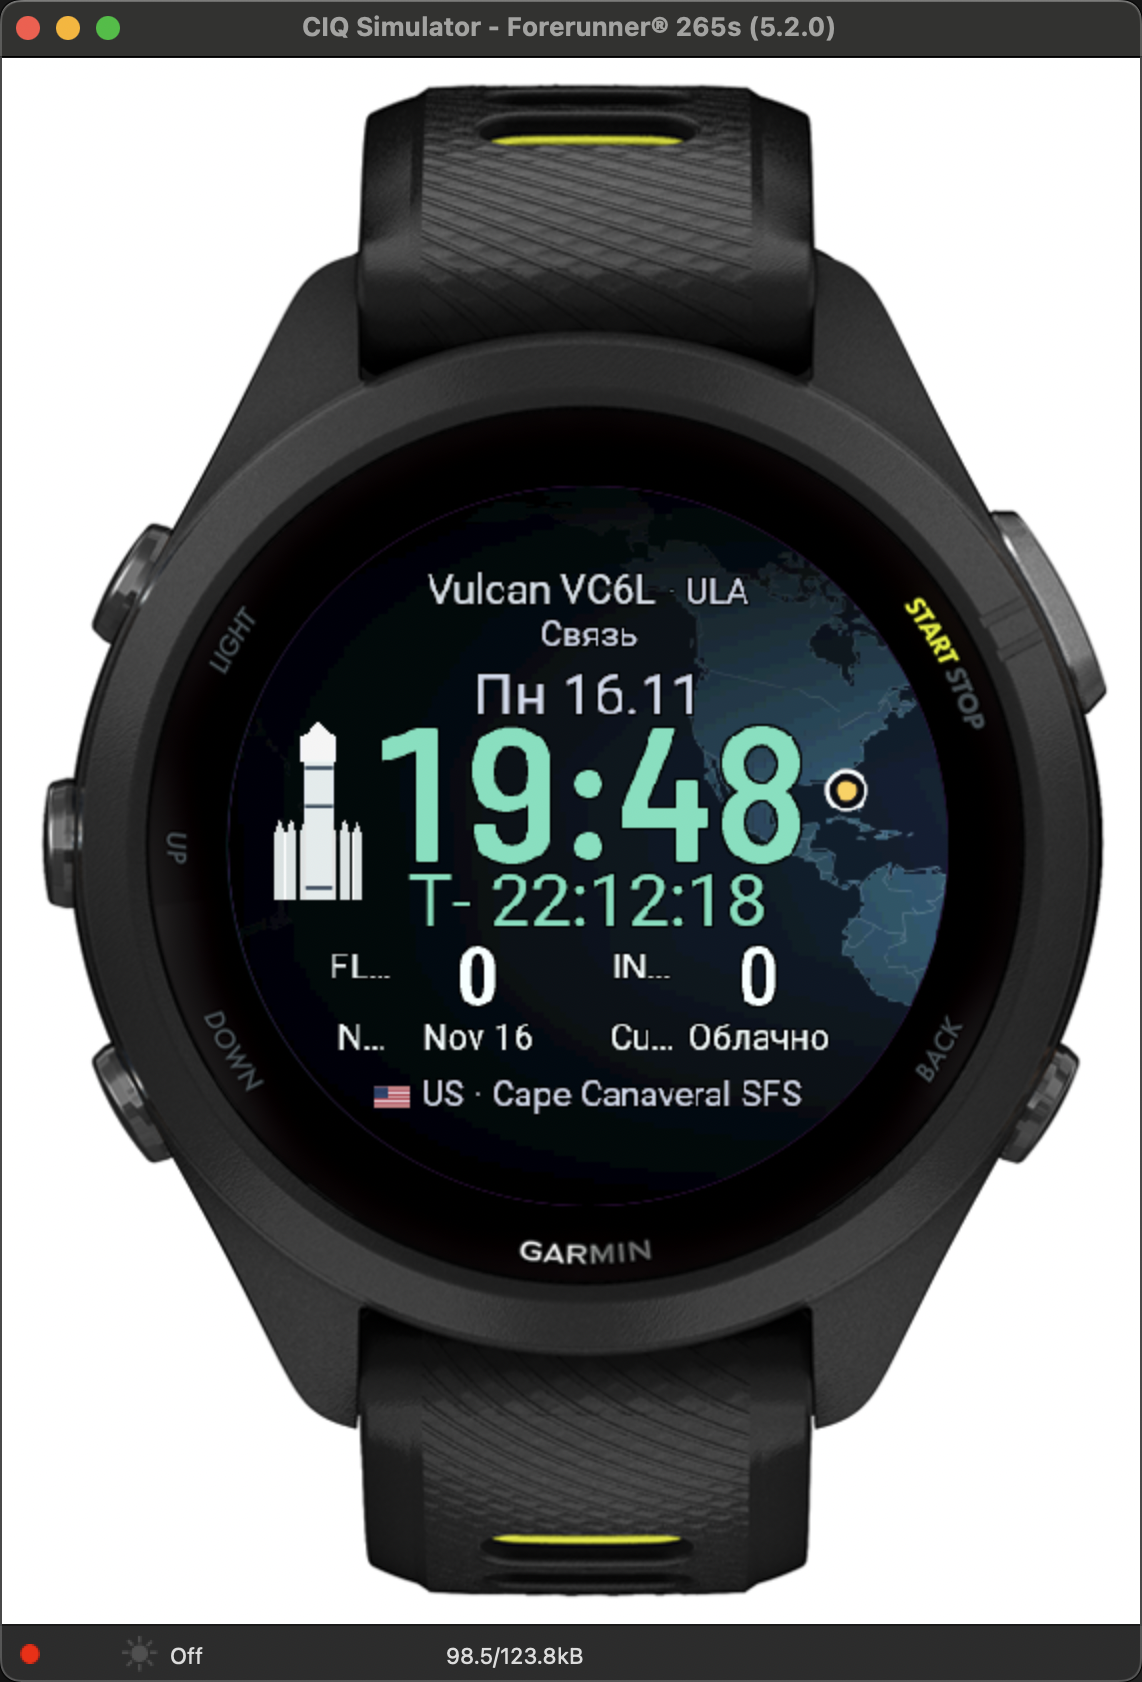 CIQ Simulator - Forerunner® 265s (5.2.0)
LIGHT
START STOP
Vulcan VC6L · ULA
Связь
Пн 16.11
19:48
UP
T- 22:12:18
FL... 0 IN... 0
N... Nov 16 Cu... Облачно
DOWN
BACK
US · Cape Canaveral SFS
GARMIN
Off 98.5/123.8kB